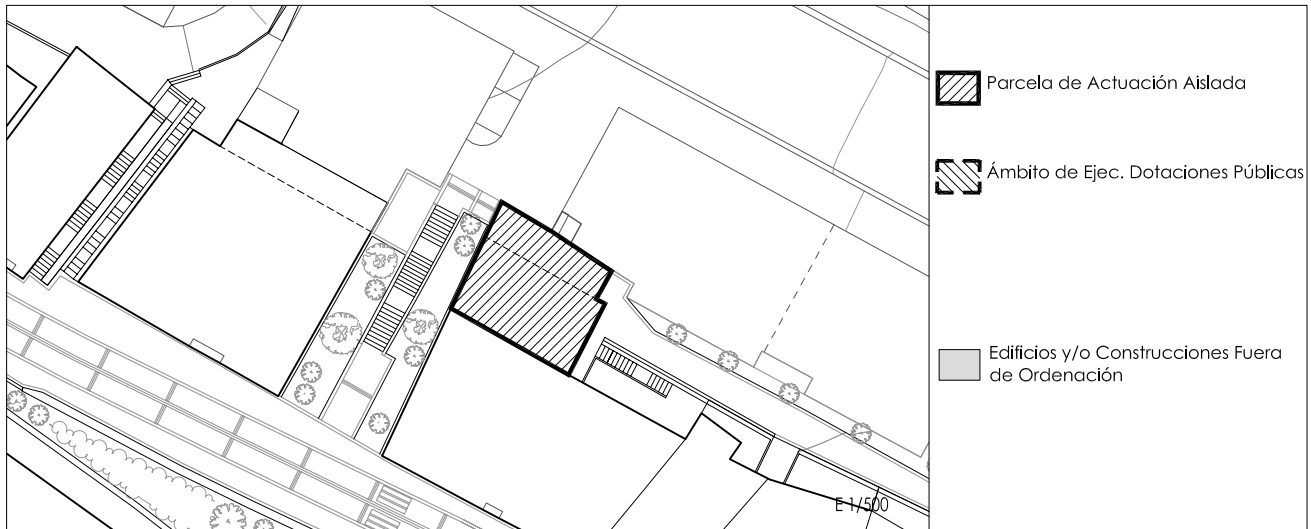 Parcela de Actuación Aislada
Ámbito de Ejec. Dotaciones Públicas
Edificios y/o Construcciones Fuera
de Ordenación
E 1/500